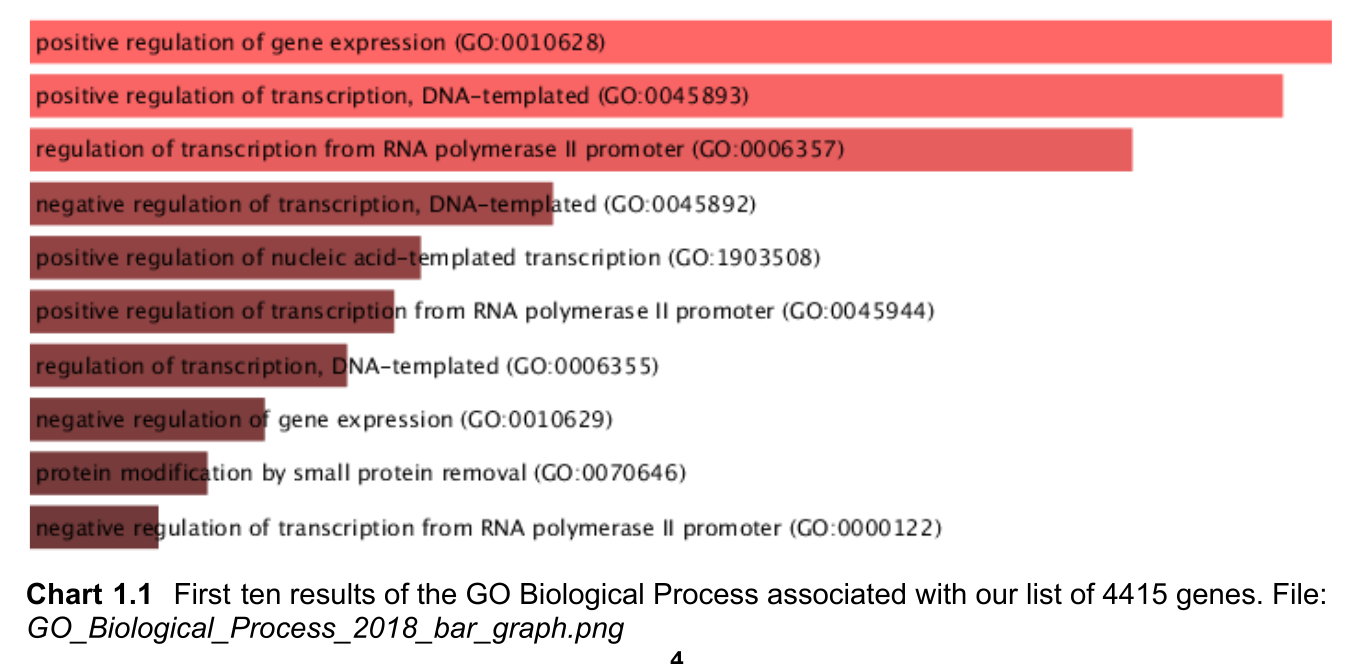 positive regulation of gene expression (GO:0010628)
positive regulation of transcription, DNA-templated (GO:0045893)
regulation of transcription from RNA polymerase II promoter (GO:0006357)
negative regulation of transcription, DNA-templated (GO:0045892)
positive regulation of nucleic acid-templated transcription (GO:1903508)
positive regulation of transcription from RNA polymerase II promoter (GO:0045944)
regulation of transcription, DNA-templated (GO:0006355)
negative regulation of gene expression (GO:0010629)
protein modification by small protein removal (GO:0070646)
negative regulation of transcription from RNA polymerase II promoter (GO:0000122)
Chart 1.1 First ten results of the GO Biological Process associated with our list of 4415 genes. File:
GO_Biological_Process_2018_bar_graph.png
4